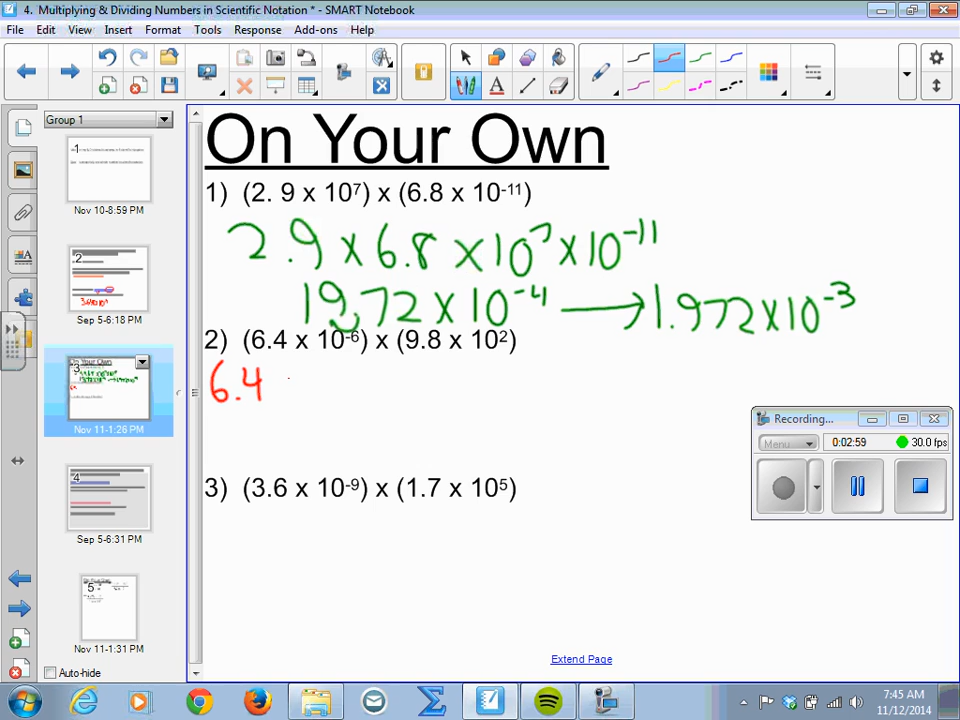 4. Multiplying & Dividing Numbers in Scientific Notation * - SMART Notebook
File Edit View Insert Format Tools Response Add-ons Help
Group 1
Nov 10-8:59 PM
Sep 5-6:18 PM
Nov 11-1:26 PM
Sep 5-6:31 PM
Nov 11-1:31 PM
Auto-hide
On Your Own
1) (2. 9 x 10⁷) x (6.8 x 10⁻¹¹)
2.9 x 6.8 x 10⁷ x 10⁻¹¹
19.72 x 10⁻⁴ → 1.972 x 10⁻³
2) (6.4 x 10⁻⁶) x (9.8 x 10²)
6.4
3) (3.6 x 10⁻⁹) x (1.7 x 10⁵)
Extend Page
Recording...
Menu 0:02:59 30.0 fps
7:45 AM
11/12/2014